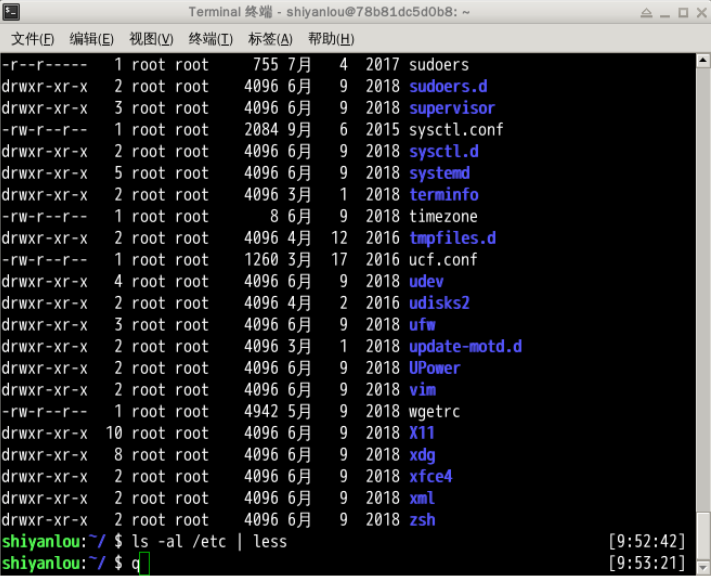 Terminal 终端 - shiyanlou@78b81dc5d0b8: ~
文件(F) 编辑(E) 视图(V) 终端(T) 标签(A) 帮助(H)
-r--r----- 1 root root 755 7月 4 2017 sudoers
drwxr-xr-x 2 root root 4096 6月 9 2018 sudoers.d
drwxr-xr-x 3 root root 4096 6月 9 2018 supervisor
-rw-r--r-- 1 root root 2084 9月 6 2015 sysctl.conf
drwxr-xr-x 2 root root 4096 6月 9 2018 sysctl.d
drwxr-xr-x 5 root root 4096 6月 9 2018 systemd
drwxr-xr-x 2 root root 4096 3月 1 2018 terminfo
-rw-r--r-- 1 root root 8 6月 9 2018 timezone
drwxr-xr-x 2 root root 4096 4月 12 2016 tmpfiles.d
-rw-r--r-- 1 root root 1260 3月 17 2016 ucf.conf
drwxr-xr-x 4 root root 4096 6月 9 2018 udev
drwxr-xr-x 2 root root 4096 4月 2 2016 udisks2
drwxr-xr-x 3 root root 4096 6月 9 2018 ufw
drwxr-xr-x 2 root root 4096 3月 1 2018 update-motd.d
drwxr-xr-x 2 root root 4096 6月 9 2018 UPower
drwxr-xr-x 2 root root 4096 6月 9 2018 vim
-rw-r--r-- 1 root root 4942 5月 9 2018 wgetrc
drwxr-xr-x 10 root root 4096 6月 9 2018 X11
drwxr-xr-x 8 root root 4096 6月 9 2018 xdg
drwxr-xr-x 2 root root 4096 6月 9 2018 xfce4
drwxr-xr-x 2 root root 4096 6月 9 2018 xml
drwxr-xr-x 2 root root 4096 6月 9 2018 zsh
shiyanlou:~/ $ ls -al /etc | less [9:52:42]
shiyanlou:~/ $ q [9:53:21]